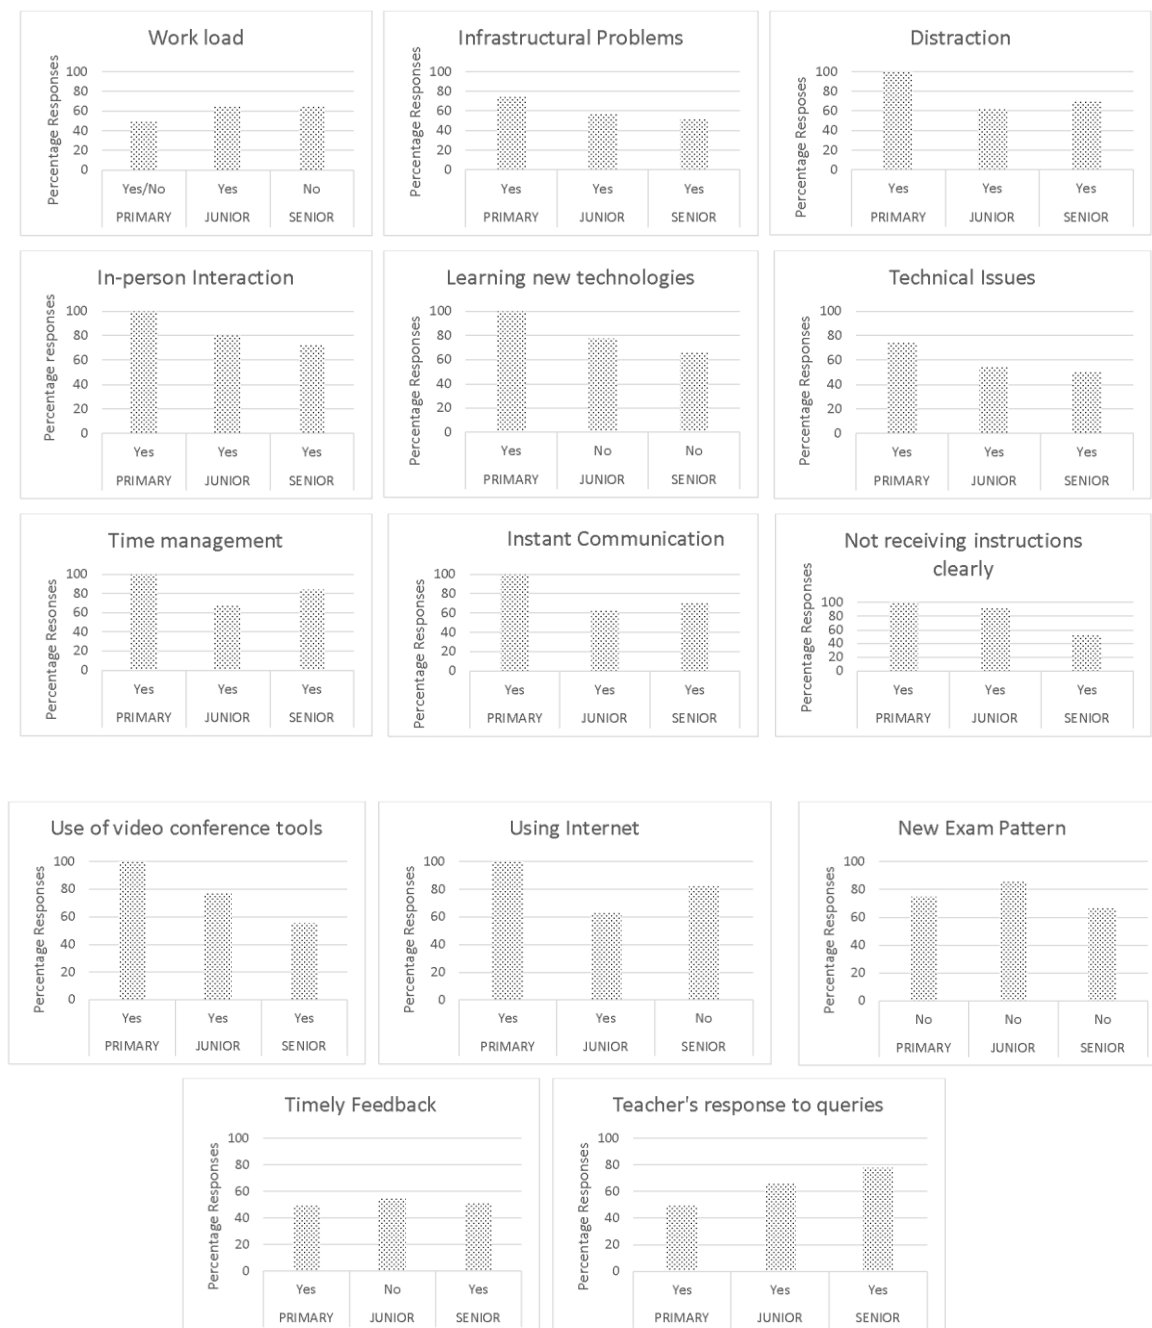 Work load
Percentage Responses
100
80
60
40
20
0
Yes/No Yes No
PRIMARY JUNIOR SENIOR
Infrastructural Problems
Percentage Responses
100
80
60
40
20
0
Yes Yes Yes
PRIMARY JUNIOR SENIOR
Distraction
Percentage Resposes
100
80
60
40
20
0
Yes Yes Yes
PRIMARY JUNIOR SENIOR
In-person Interaction
Percentage responses
100
80
60
40
20
0
Yes Yes Yes
PRIMARY JUNIOR SENIOR
Learning new technologies
Percentage Responses
100
80
60
40
20
0
Yes No No
PRIMARY JUNIOR SENIOR
Technical Issues
Percentage Responses
100
80
60
40
20
0
Yes Yes Yes
PRIMARY JUNIOR SENIOR
Time management
Percentage Resonses
100
80
60
40
20
0
Yes Yes Yes
PRIMARY JUNIOR SENIOR
Instant Communication
Percentage Responses
100
80
60
40
20
0
Yes Yes Yes
PRIMARY JUNIOR SENIOR
Not receiving instructions
clearly
Percentage Responses
100
80
60
40
20
0
Yes Yes Yes
PRIMARY JUNIOR SENIOR
Use of video conference tools
Percentage Responses
100
80
60
40
20
0
Yes Yes Yes
PRIMARY JUNIOR SENIOR
Using Internet
Percentage Responses
100
80
60
40
20
0
Yes Yes No
PRIMARY JUNIOR SENIOR
New Exam Pattern
Percentage Responses
100
80
60
40
20
0
No No No
PRIMARY JUNIOR SENIOR
Timely Feedback
Percentage Responses
100
80
60
40
20
0
Yes No Yes
PRIMARY JUNIOR SENIOR
Teacher's response to queries
Percentage Responses
100
80
60
40
20
0
Yes Yes Yes
PRIMARY JUNIOR SENIOR